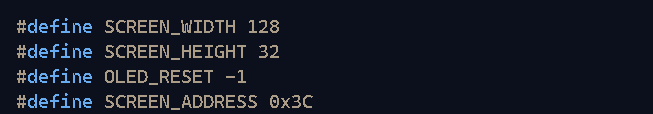 #define SCREEN_WIDTH 128
#define SCREEN_HEIGHT 32
#define OLED_RESET -1
#define SCREEN_ADDRESS 0x3C